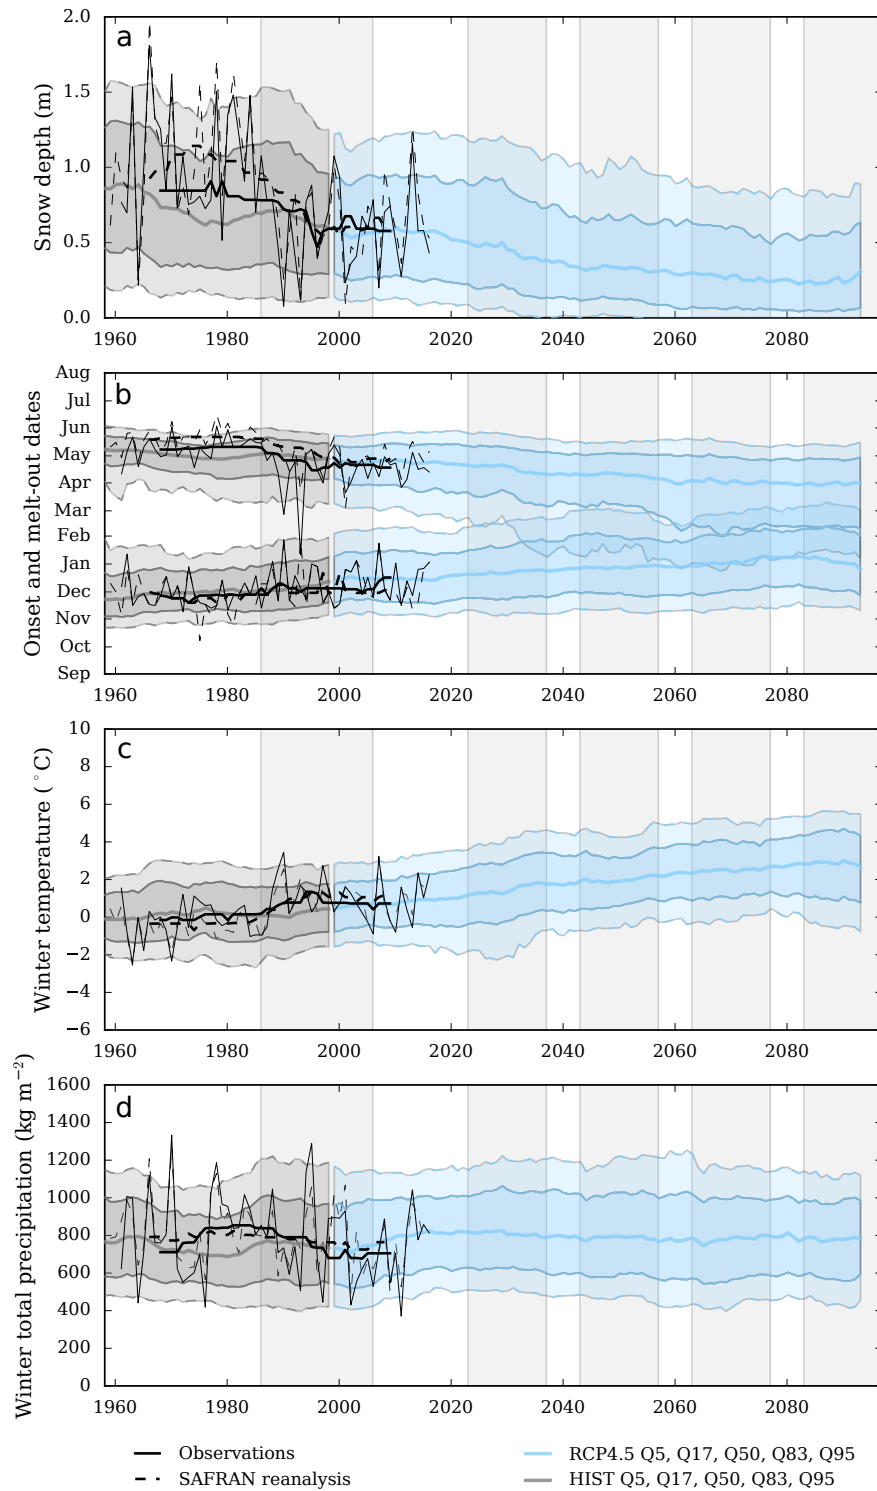 2.0
a
1.5
1.0
0.5
0.0
Snow depth (m)
1960 1980 2000 2020 2040 2060 2080
Aug
b
Jul
Jun
May
Apr
Mar
Feb
Jan
Dec
Nov
Oct
Sep
Onset and melt-out dates
1960 1980 2000 2020 2040 2060 2080
10
c
8
6
4
2
0
−2
−4
−6
Winter temperature (°C)
1960 1980 2000 2020 2040 2060 2080
1600
d
1400
1200
1000
800
600
400
200
0
Winter total precipitation (kg m⁻²)
1960 1980 2000 2020 2040 2060 2080
Observations
SAFRAN reanalysis
RCP4.5 Q5, Q17, Q50, Q83, Q95
HIST Q5, Q17, Q50, Q83, Q95